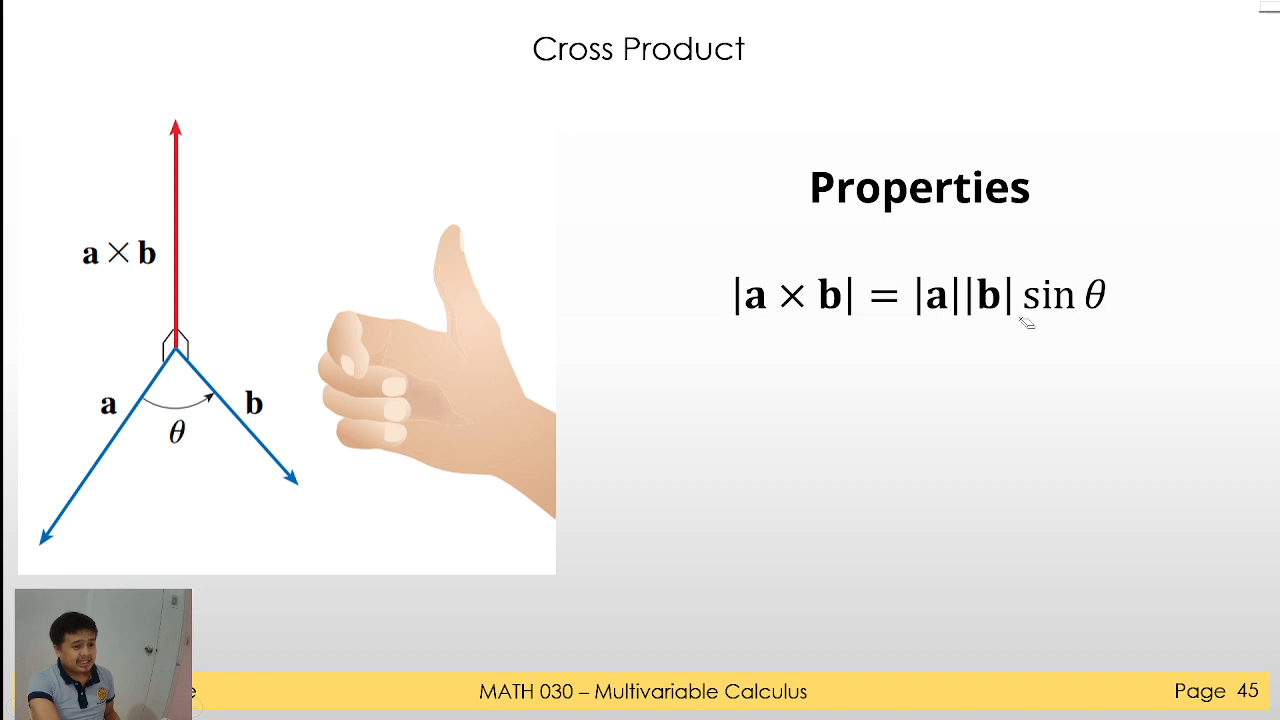 Cross Product
a × b
a
b
θ
Properties
|a × b| = |a||b| sin θ
MATH 030 – Multivariable Calculus
Page 45